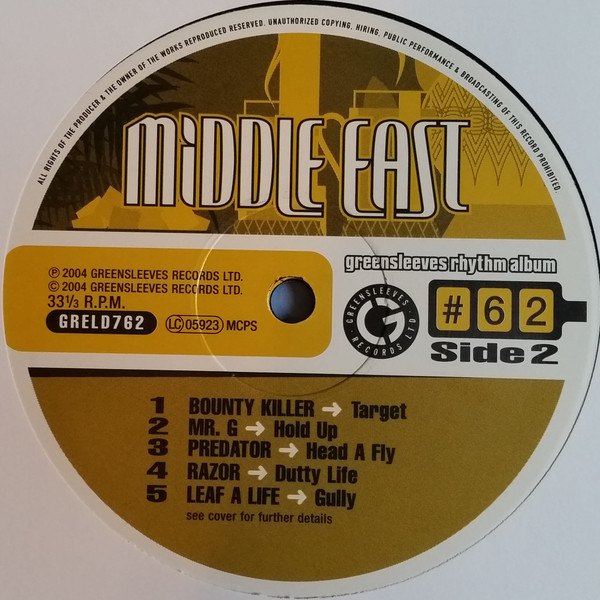 ALL RIGHTS OF THE PRODUCER & THE OWNER OF THE WORKS REPRODUCED RESERVED. UNAUTHORIZED COPYING, HIRING, PUBLIC PERFORMANCE & BROADCASTING OF THIS RECORD PROHIBITED.
MIDDLE EAST
℗ 2004 GREENSLEEVES RECORDS LTD.
© 2004 GREENSLEEVES RECORDS LTD.
33⅓ R.P.M.
GRELD762 LC 05923 MCPS
greensleeves rhythm album
GREENSLEEVES · RECORDS LTD · G
#62
Side 2
1 BOUNTY KILLER ➔ Target
2 MR. G ➔ Hold Up
3 PREDATOR ➔ Head A Fly
4 RAZOR ➔ Dutty Life
5 LEAF A LIFE ➔ Gully
see cover for further details